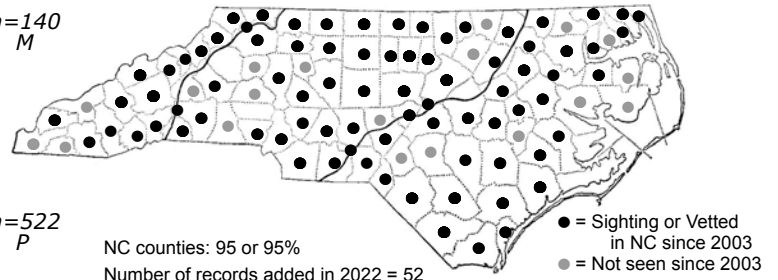 n=140
M
n=522
P
NC counties: 95 or 95%
Number of records added in 2022 = 52
● = Sighting or Vetted
in NC since 2003
● = Not seen since 2003